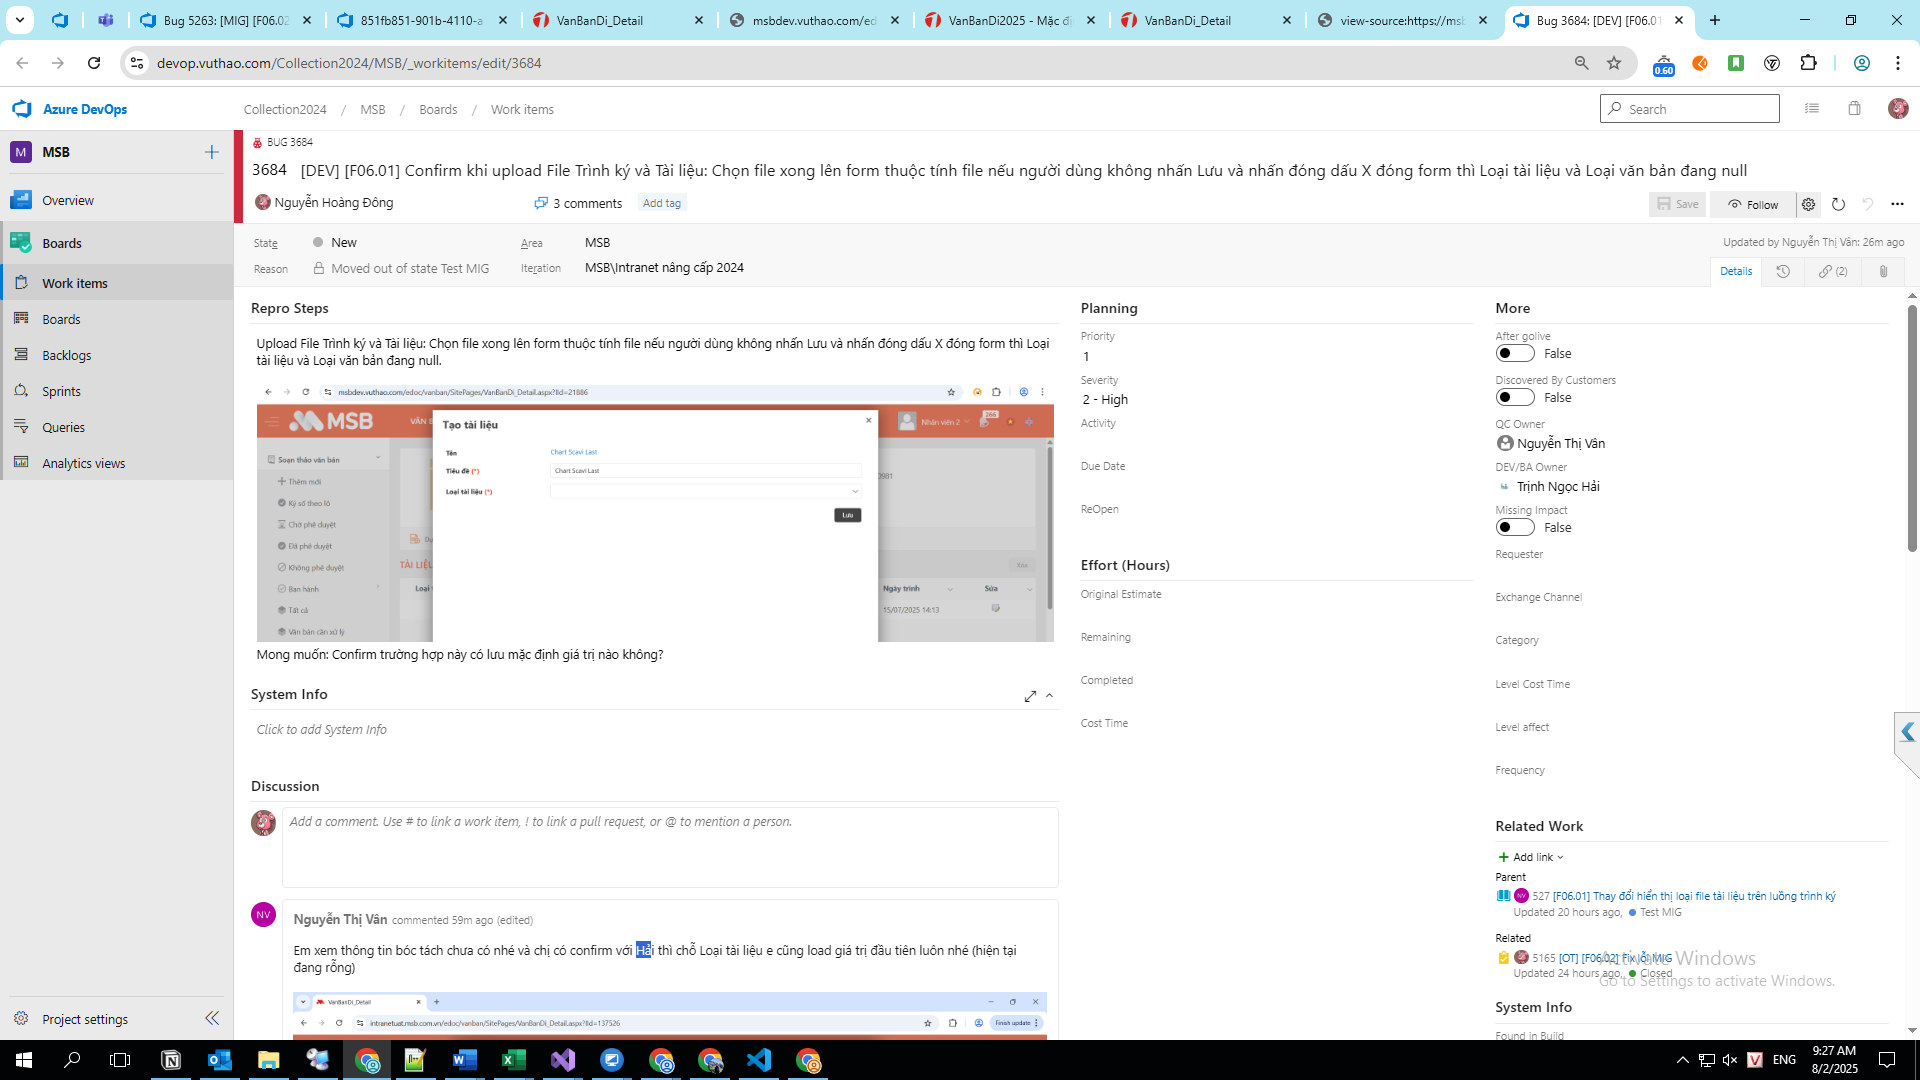 Bug 5263: [MIG] [F06.02
851fb851-901b-4110-a
VanBanDi_Detail
msbdev.vuthao.com/ed
VanBanDi2025 - Mặc đị
VanBanDi_Detail
view-source:https://msb
Bug 3684: [DEV] [F06.01
devop.vuthao.com/Collection2024/MSB/_workitems/edit/3684
0.60
Azure DevOps
Collection2024 / MSB / Boards / Work items
Search
M MSB
BUG 3684
3684 [DEV] [F06.01] Confirm khi upload File Trình ký và Tài liệu: Chọn file xong lên form thuộc tính file nếu người dùng không nhấn Lưu và nhấn đóng dấu X đóng form thì Loại tài liệu và Loại văn bản đang null
Nguyễn Hoàng Đông
3 comments
Add tag
Save
Follow
State New
Area MSB
Updated by Nguyễn Thị Vân: 26m ago
Reason Moved out of state Test MIG
Iteration MSB\Intranet nâng cấp 2024
Details
(2)
Overview
Boards
Work items
Boards
Backlogs
Sprints
Queries
Analytics views
Project settings
Repro Steps
Upload File Trình ký và Tài liệu: Chọn file xong lên form thuộc tính file nếu người dùng không nhấn Lưu và nhấn đóng dấu X đóng form thì Loại
tài liệu và Loại văn bản đang null.
msbdev.vuthao.com/edoc/vanban/SitePages/VanBanDi_Detail.aspx?IId=21886
MSB
VĂN B
Tạo tài liệu
Nhân viên 2
266
Soạn thảo văn bản
Thêm mới
Ký số theo lô
Chờ phê duyệt
Đã phê duyệt
Không phê duyệt
Ban hành
Tất cả
Văn bản cần xử lý
Tên Chart Scavi Last
Tiêu đề (*) Chart Scavi Last
Loại tài liệu (*)
Lưu
0981
TÀI LIỆU
Xóa
Loại
Ngày trình
Sửa
15/07/2025 14:13
Mong muốn: Confirm trường hợp này có lưu mặc định giá trị nào không?
System Info
Click to add System Info
Discussion
Add a comment. Use # to link a work item, ! to link a pull request, or @ to mention a person.
NV
Nguyễn Thị Vân commented 59m ago (edited)
Em xem thông tin bóc tách chưa có nhé và chị có confirm với Hải thì chỗ Loại tài liệu e cũng load giá trị đầu tiên luôn nhé (hiện tại
đang rỗng)
VanBanDi_Detail
intranetuat.msb.com.vn/edoc/vanban/SitePages/VanBanDi_Detail.aspx?IId=137526
Finish update
Planning
Priority
1
Severity
2 - High
Activity
Due Date
ReOpen
Effort (Hours)
Original Estimate
Remaining
Completed
Cost Time
More
After golive
False
Discovered By Customers
False
QC Owner
Nguyễn Thị Vân
DEV/BA Owner
Trịnh Ngọc Hải
Missing Impact
False
Requester
Exchange Channel
Category
Level Cost Time
Level affect
Frequency
Related Work
Add link
Parent
NV 527 [F06.01] Thay đổi hiển thị loại file tài liệu trên luồng trình ký
Updated 20 hours ago, Test MIG
Related
5165 [OT] [F06.02] Fix lỗi MIG
Updated 24 hours ago, Closed
Activate Windows
Go to Settings to activate Windows.
System Info
Found in Build
ENG
9:27 AM
8/2/2025